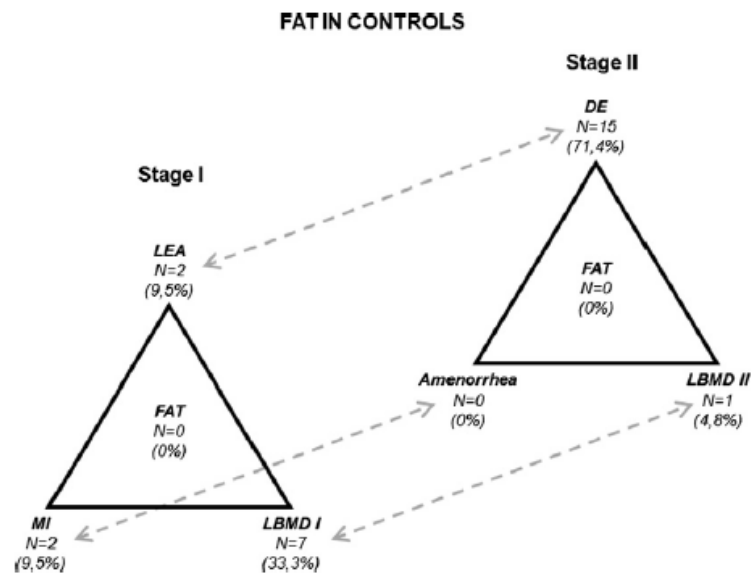 FAT IN CONTROLS
Stage II
DE
N=15
(71,4%)
Stage I
LEA
N=2
(9,5%)
FAT
N=0
(0%)
Amenorrhea
N=0
(0%)
LBMD II
N=1
(4,8%)
FAT
N=0
(0%)
MI
N=2
(9,5%)
LBMD I
N=7
(33,3%)